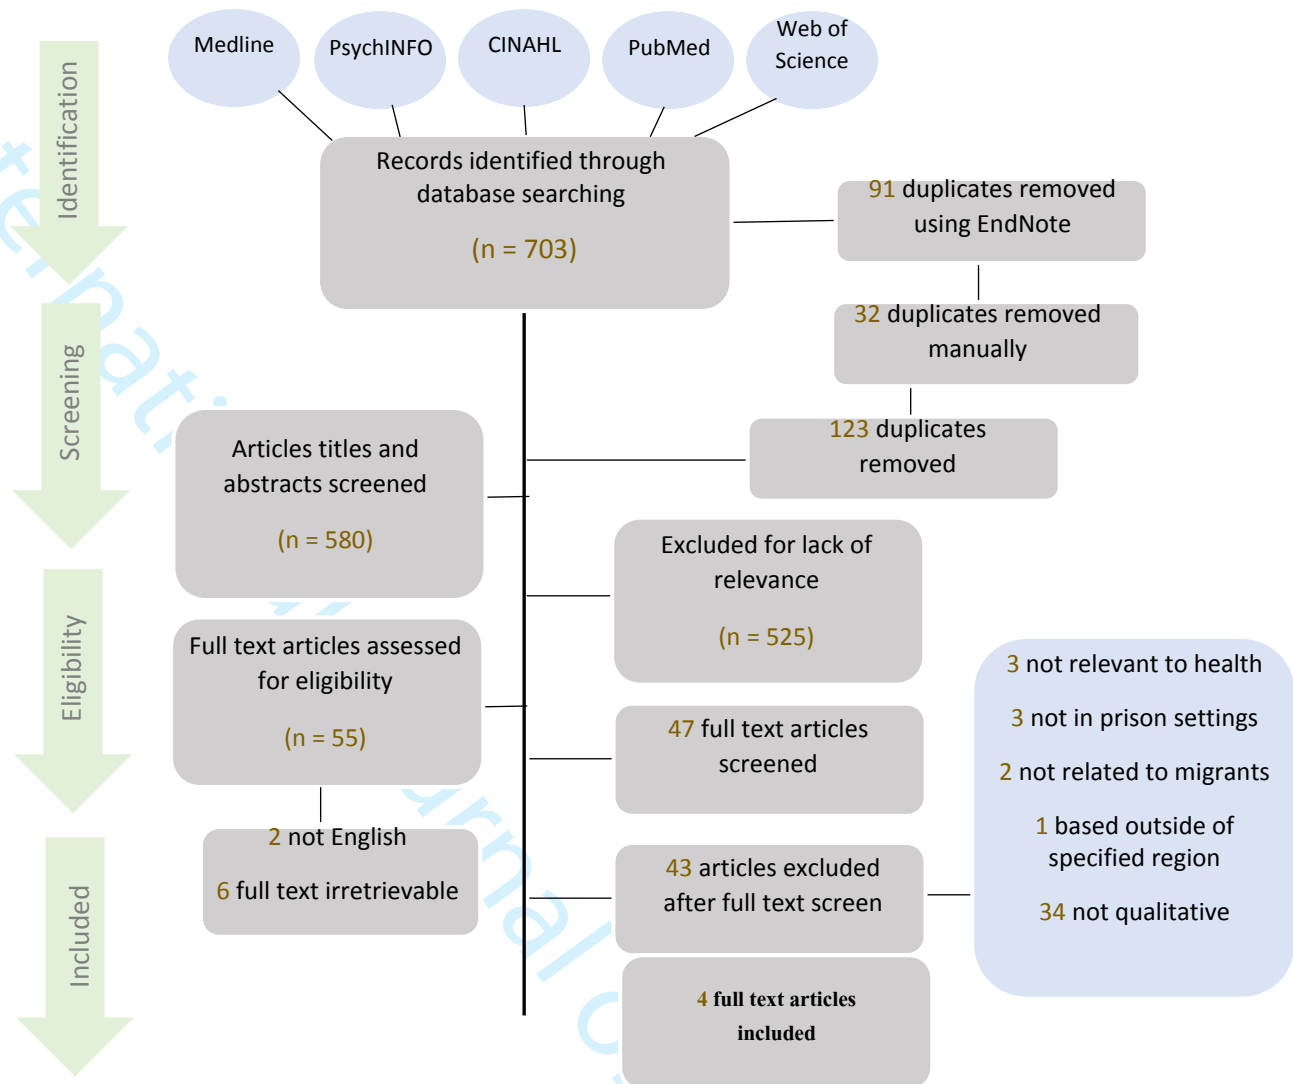 Medline
PsychINFO
CINAHL
PubMed
Web of
Science
Identification
Records identified through
database searching
(n = 703)
91 duplicates removed
using EndNote
32 duplicates removed
manually
123 duplicates
removed
Screening
Articles titles and
abstracts screened
(n = 580)
Excluded for lack of
relevance
(n = 525)
Eligibility
Full text articles assessed
for eligibility
(n = 55)
2 not English
6 full text irretrievable
47 full text articles
screened
43 articles excluded
after full text screen
3 not relevant to health
3 not in prison settings
2 not related to migrants
1 based outside of
specified region
34 not qualitative
Included
4 full text articles
included